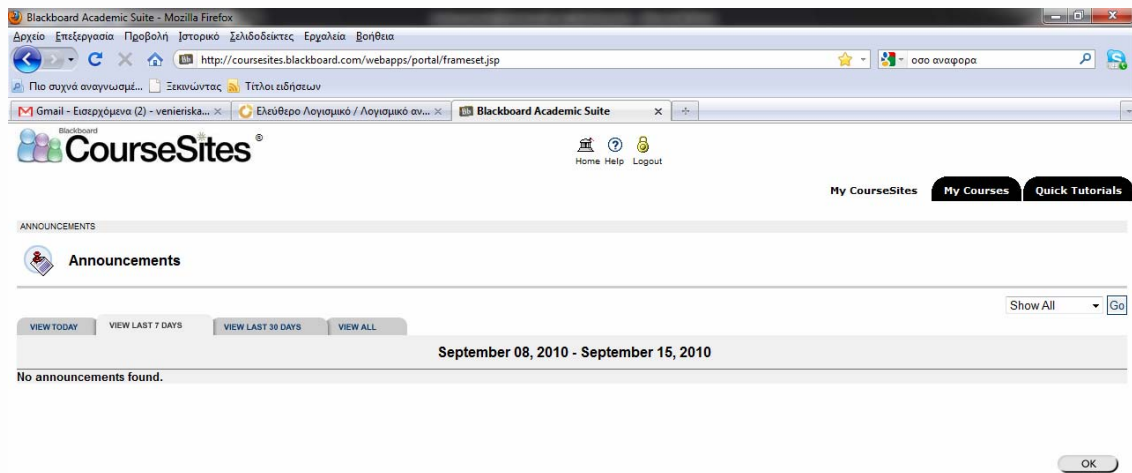 Blackboard Academic Suite - Mozilla Firefox
Αρχείο Επεξεργασία Προβολή Ιστορικό Σελιδοδείκτες Εργαλεία Βοήθεια
http://coursesites.blackboard.com/webapps/portal/frameset.jsp οσο αναφορα
Πιο συχνά αναγνωσμέ... Ξεκινώντας Τίτλοι ειδήσεων
Gmail - Εισερχόμενα (2) - venieriska... Ελεύθερο Λογισμικό / Λογισμικό αν... Blackboard Academic Suite
Blackboard
CourseSites®
Home Help Logout
My CourseSites My Courses Quick Tutorials
ANNOUNCEMENTS
Announcements
Show All Go
VIEW TODAY VIEW LAST 7 DAYS VIEW LAST 30 DAYS VIEW ALL
September 08, 2010 - September 15, 2010
No announcements found.
OK